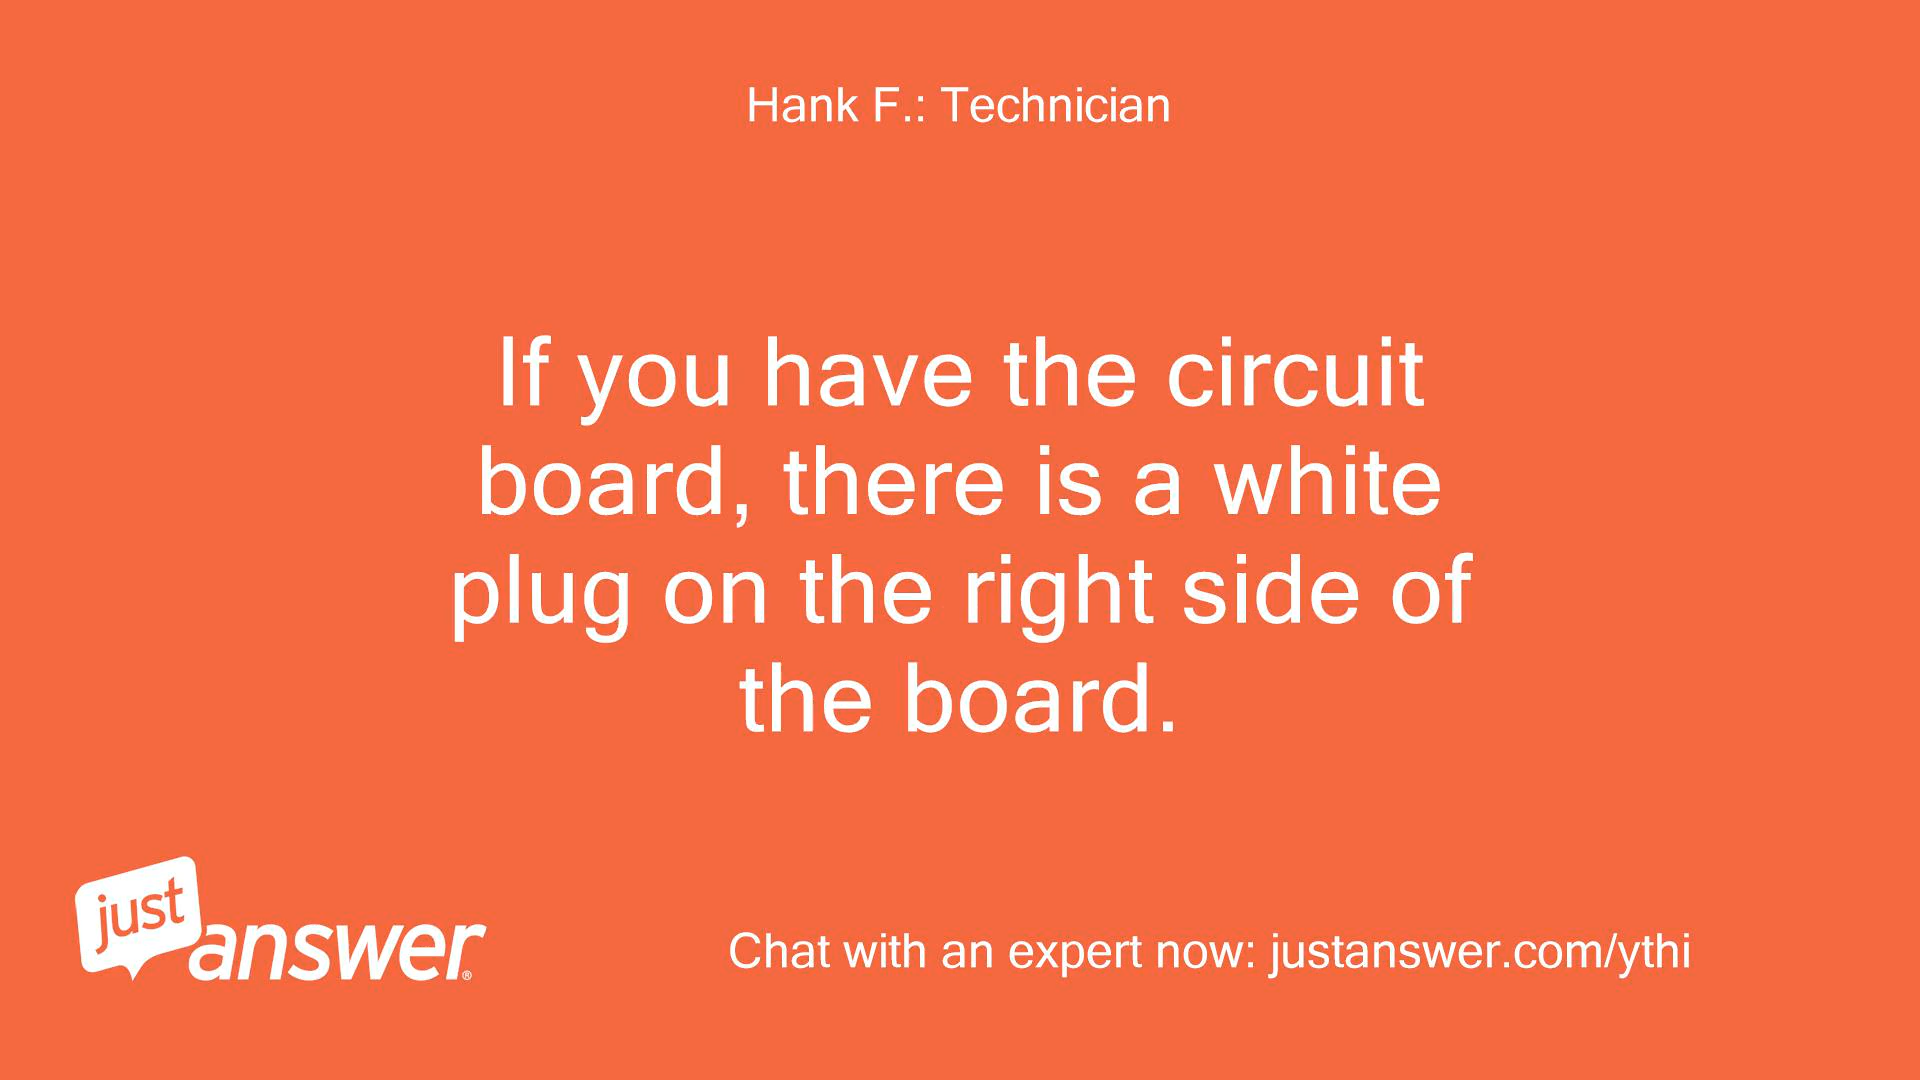 Hank F.: Technician
If you have the circuit
board, there is a white
plug on the right side of
the board.
just
answer®
Chat with an expert now: justanswer.com/ythi